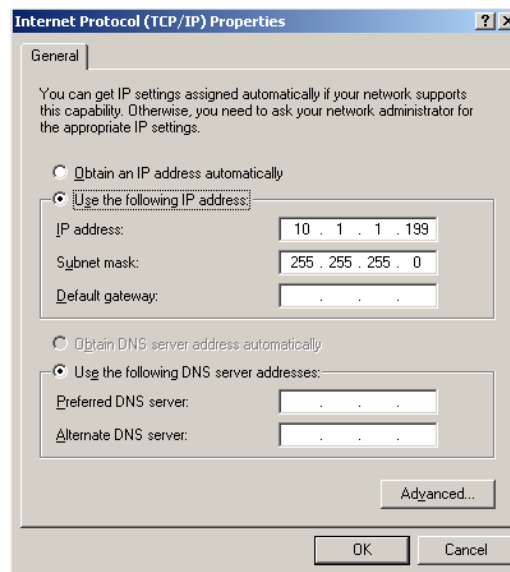 Internet Protocol (TCP/IP) Properties
? X
General
You can get IP settings assigned automatically if your network supports
this capability. Otherwise, you need to ask your network administrator for
the appropriate IP settings.
Obtain an IP address automatically
Use the following IP address:
IP address: 10 . 1 . 1 . 199
Subnet mask: 255 . 255 . 255 . 0
Default gateway: . . .
Obtain DNS server address automatically
Use the following DNS server addresses:
Preferred DNS server: . . .
Alternate DNS server: . . .
Advanced...
OK Cancel